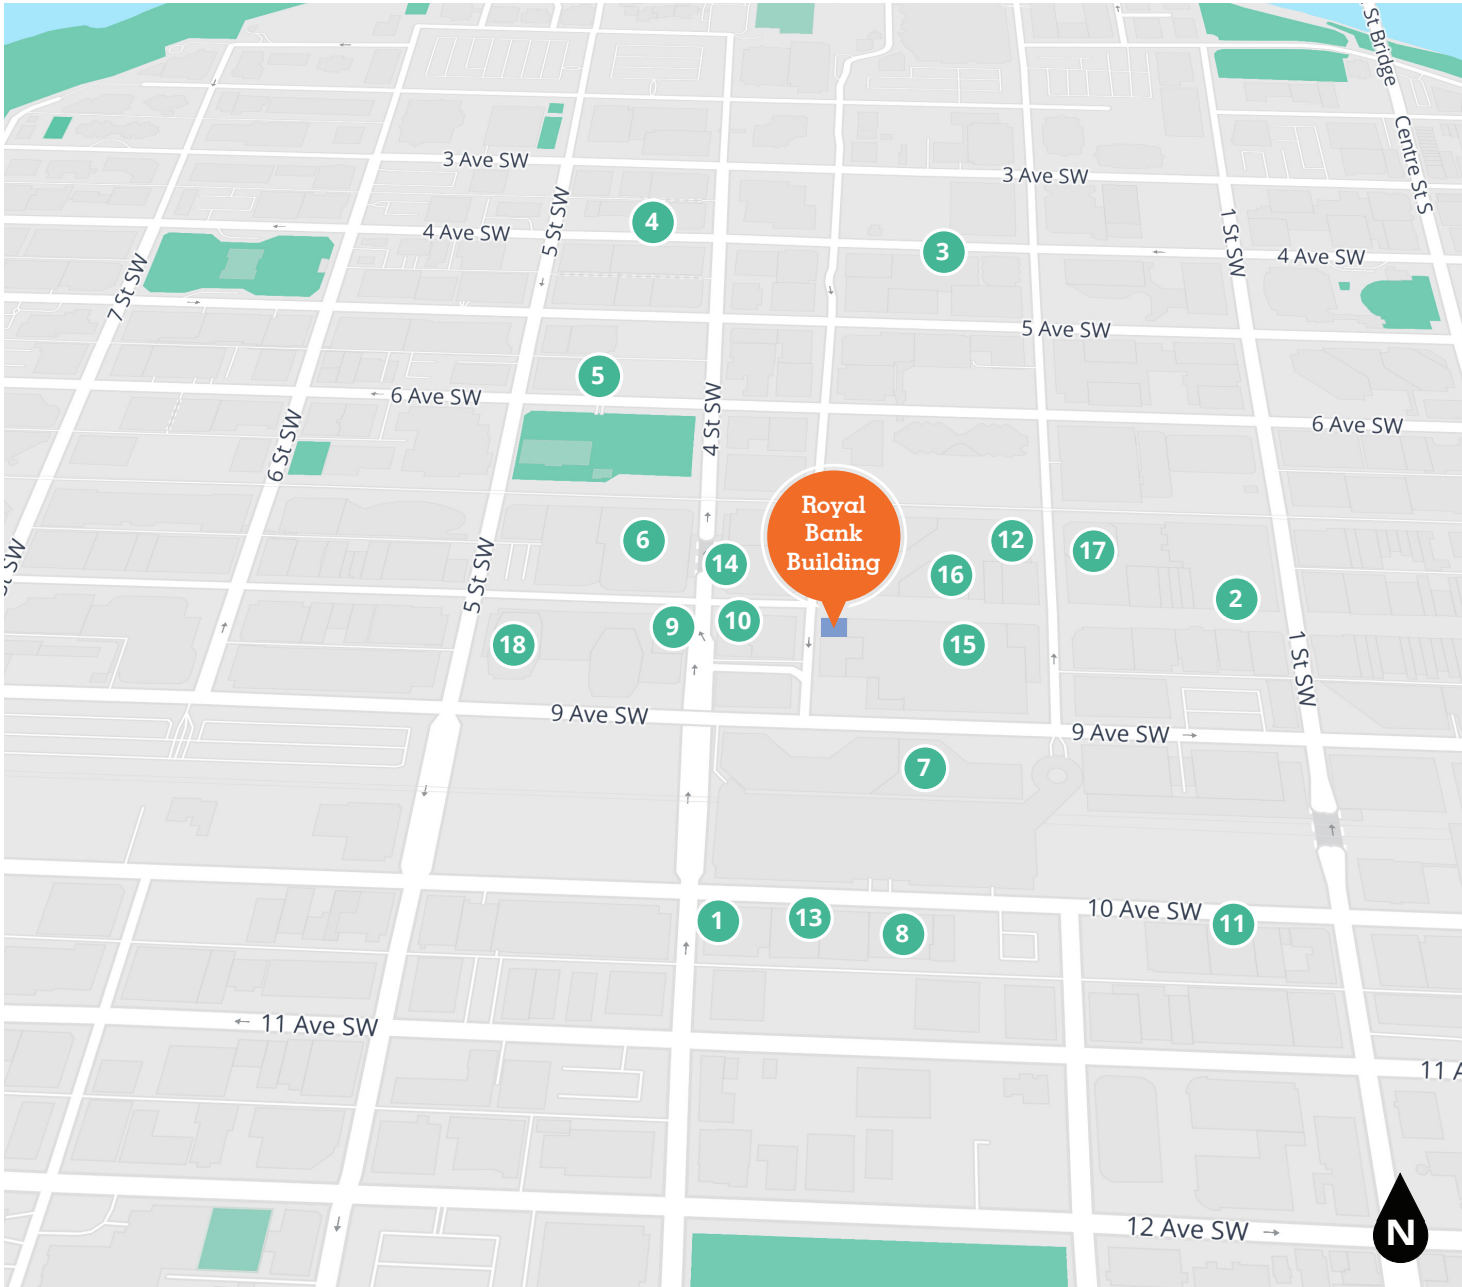 St Bridge
Centre St S
3 Ave SW
3 Ave SW
5 St SW
4
4 Ave SW
3
1 St SW
4 Ave SW
7 St SW
5 Ave SW
5
6 Ave SW
4 St SW
6 Ave SW
6 St SW
Royal
Bank
Building
6
14
12
17
16
St SW
5 St SW
2
9
10
18
15
1 St SW
9 Ave SW
9 Ave SW
7
1
13
8
10 Ave SW
11
11 Ave SW
11 A
12 Ave SW
N